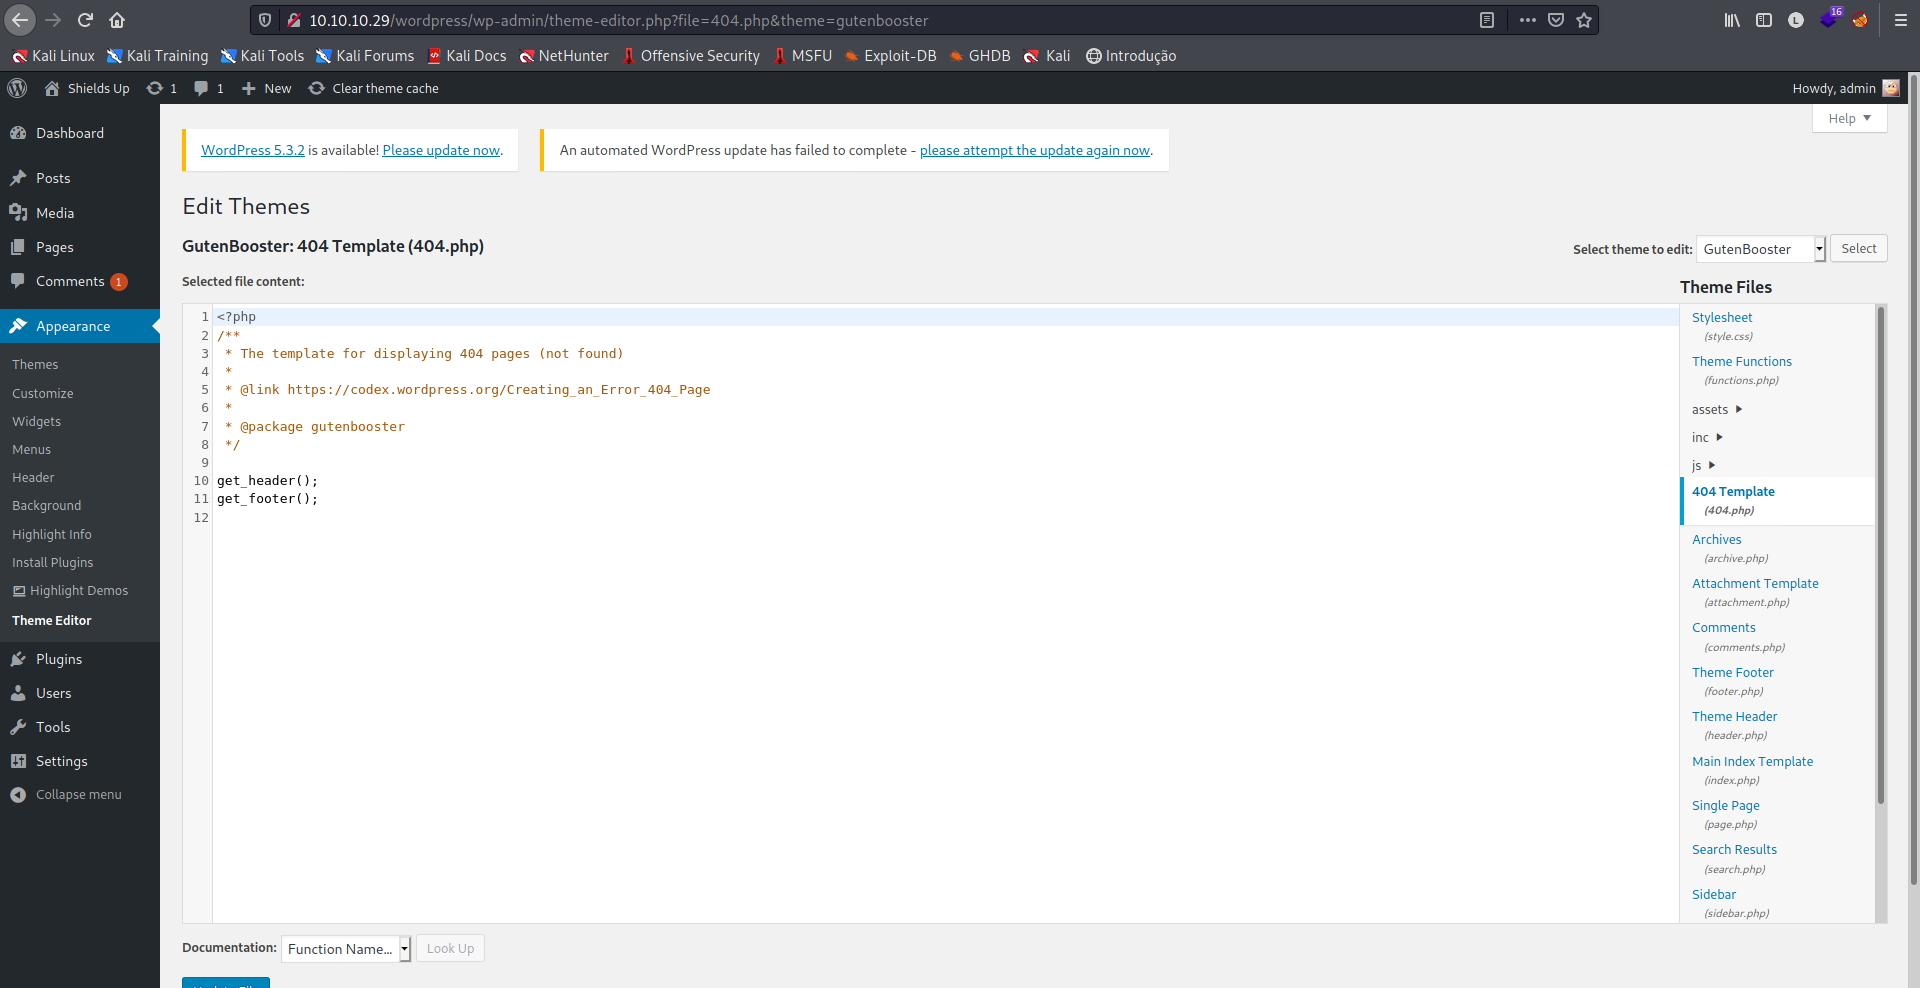 10.10.10.29/wordpress/wp-admin/theme-editor.php?file=404.php&theme=gutenbooster
16
Kali Linux Kali Training Kali Tools Kali Forums Kali Docs NetHunter Offensive Security MSFU Exploit-DB GHDB Kali Introdução
Shields Up 1 1 New Clear theme cache Howdy, admin
Help
Dashboard
Posts
Media
Pages
Comments 1
Appearance
Themes
Customize
Widgets
Menus
Header
Background
Highlight Info
Install Plugins
Highlight Demos
Theme Editor
Plugins
Users
Tools
Settings
Collapse menu
WordPress 5.3.2 is available! Please update now.
An automated WordPress update has failed to complete - please attempt the update again now.
Edit Themes
GutenBooster: 404 Template (404.php)
Select theme to edit: GutenBooster Select
Selected file content:
1 <?php
2 /**
3 * The template for displaying 404 pages (not found)
4 *
5 * @link https://codex.wordpress.org/Creating_an_Error_404_Page
6 *
7 * @package gutenbooster
8 */
9
10 get_header();
11 get_footer();
12
Theme Files
Stylesheet
(style.css)
Theme Functions
(functions.php)
assets
inc
js
404 Template
(404.php)
Archives
(archive.php)
Attachment Template
(attachment.php)
Comments
(comments.php)
Theme Footer
(footer.php)
Theme Header
(header.php)
Main Index Template
(index.php)
Single Page
(page.php)
Search Results
(search.php)
Sidebar
(sidebar.php)
Documentation: Function Name... Look Up